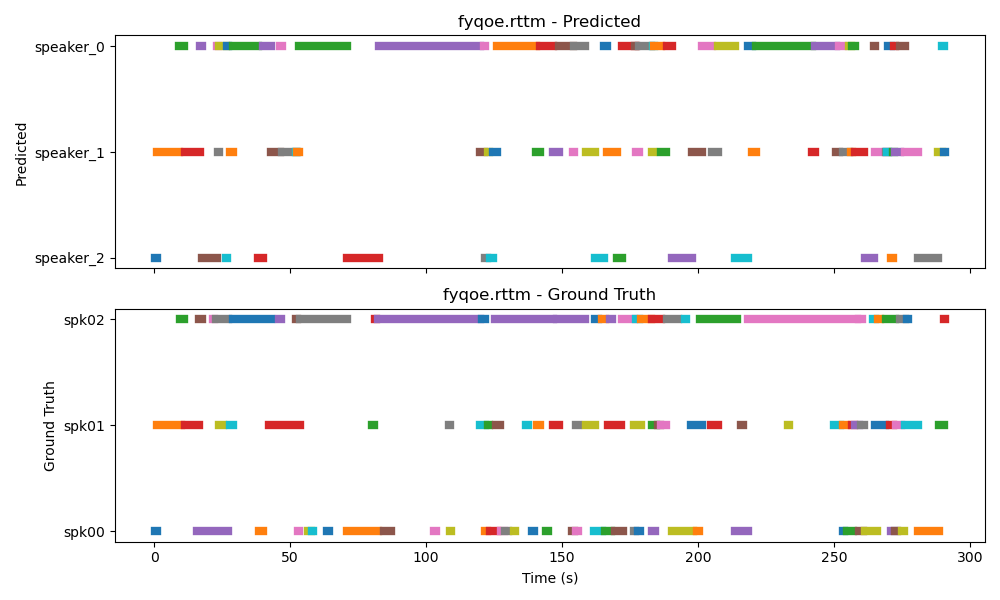 fyqoe.rttm - Predicted
speaker_0
speaker_1
speaker_2
Predicted
fyqoe.rttm - Ground Truth
spk02
spk01
spk00
Ground Truth
0 50 100 150 200 250 300
Time (s)